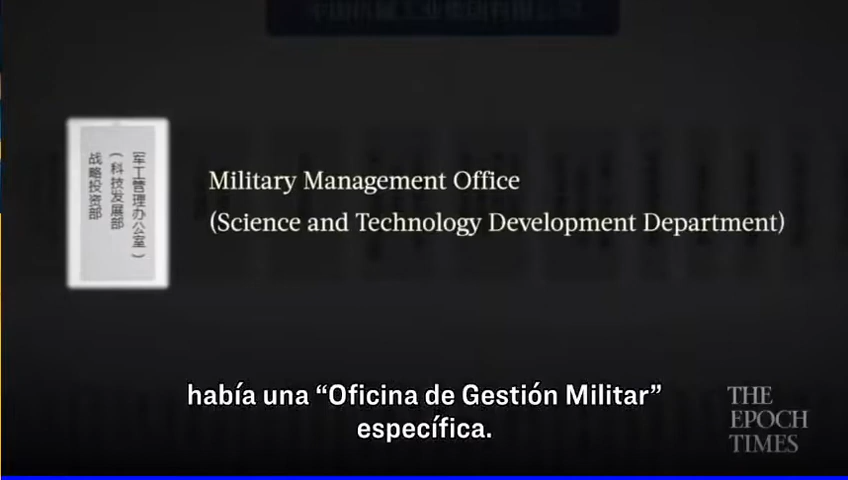 战略投资部
(科技发展部
军工管理办公室)
Military Management Office
(Science and Technology Development Department)
había una “Oficina de Gestión Militar”
específica.
THE
EPOCH
TIMES